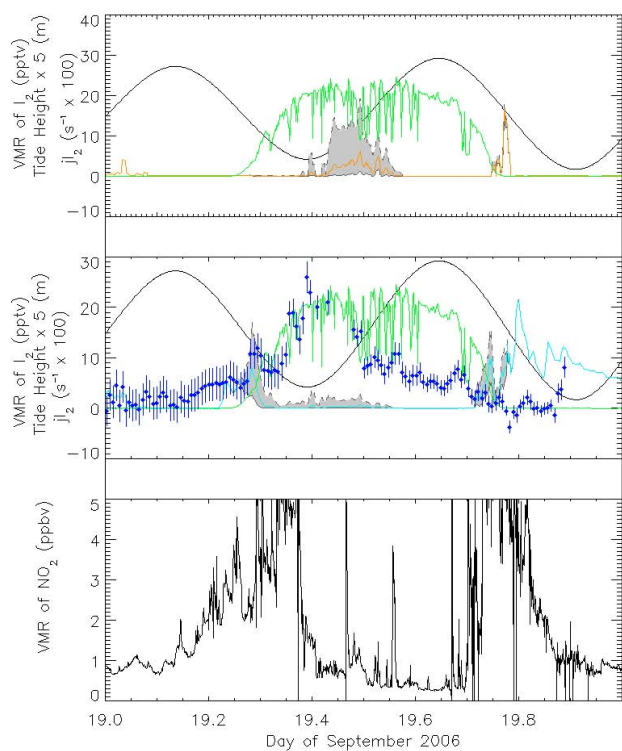 VMR of I2 (pptv)
Tide Height x 5 (m)
jI2 (s-1 x 100)
40
30
20
10
0
-10
VMR of I2 (pptv)
Tide Height x 5 (m)
jI2 (s-1 x 100)
30
20
10
0
-10
VMR of NO2 (ppbv)
5
4
3
2
1
0
19.0 19.2 19.4 19.6 19.8
Day of September 2006